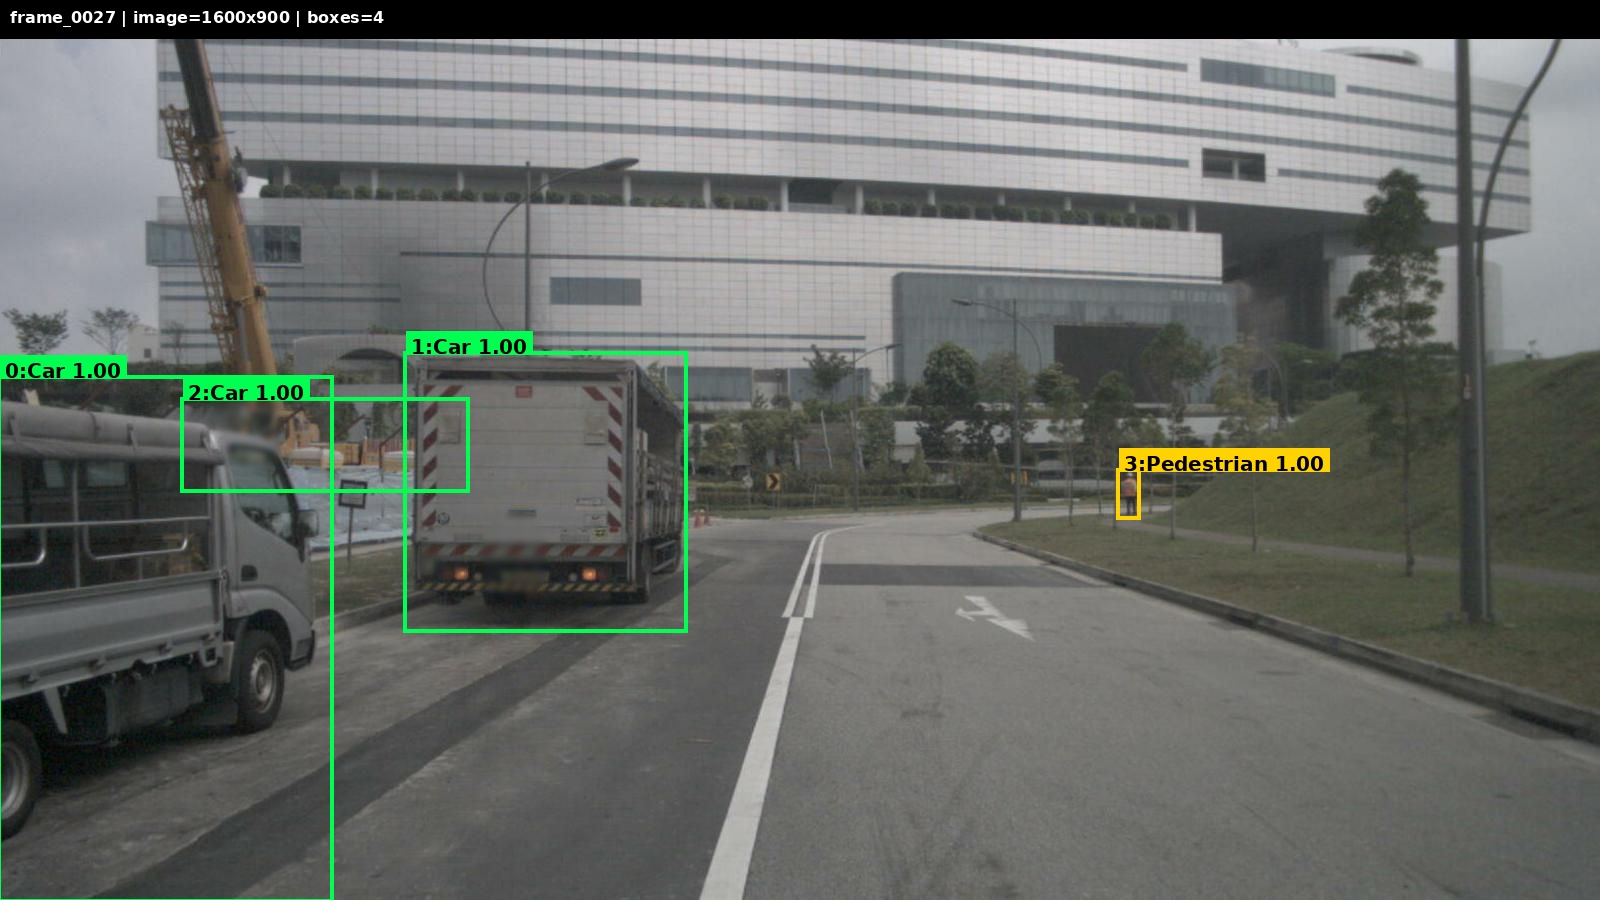 frame_0027 | image=1600x900 | boxes=4
1:Car 1.00
0:Car 1.00
2:Car 1.00
3:Pedestrian 1.00